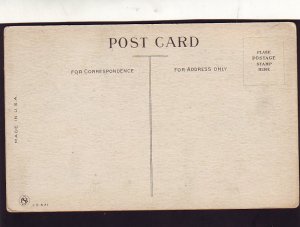 POST CARD
FOR CORRESPONDENCE
FOR ADDRESS ONLY
PLACE
POSTAGE
STAMP
HERE
MADE IN U.S.A.